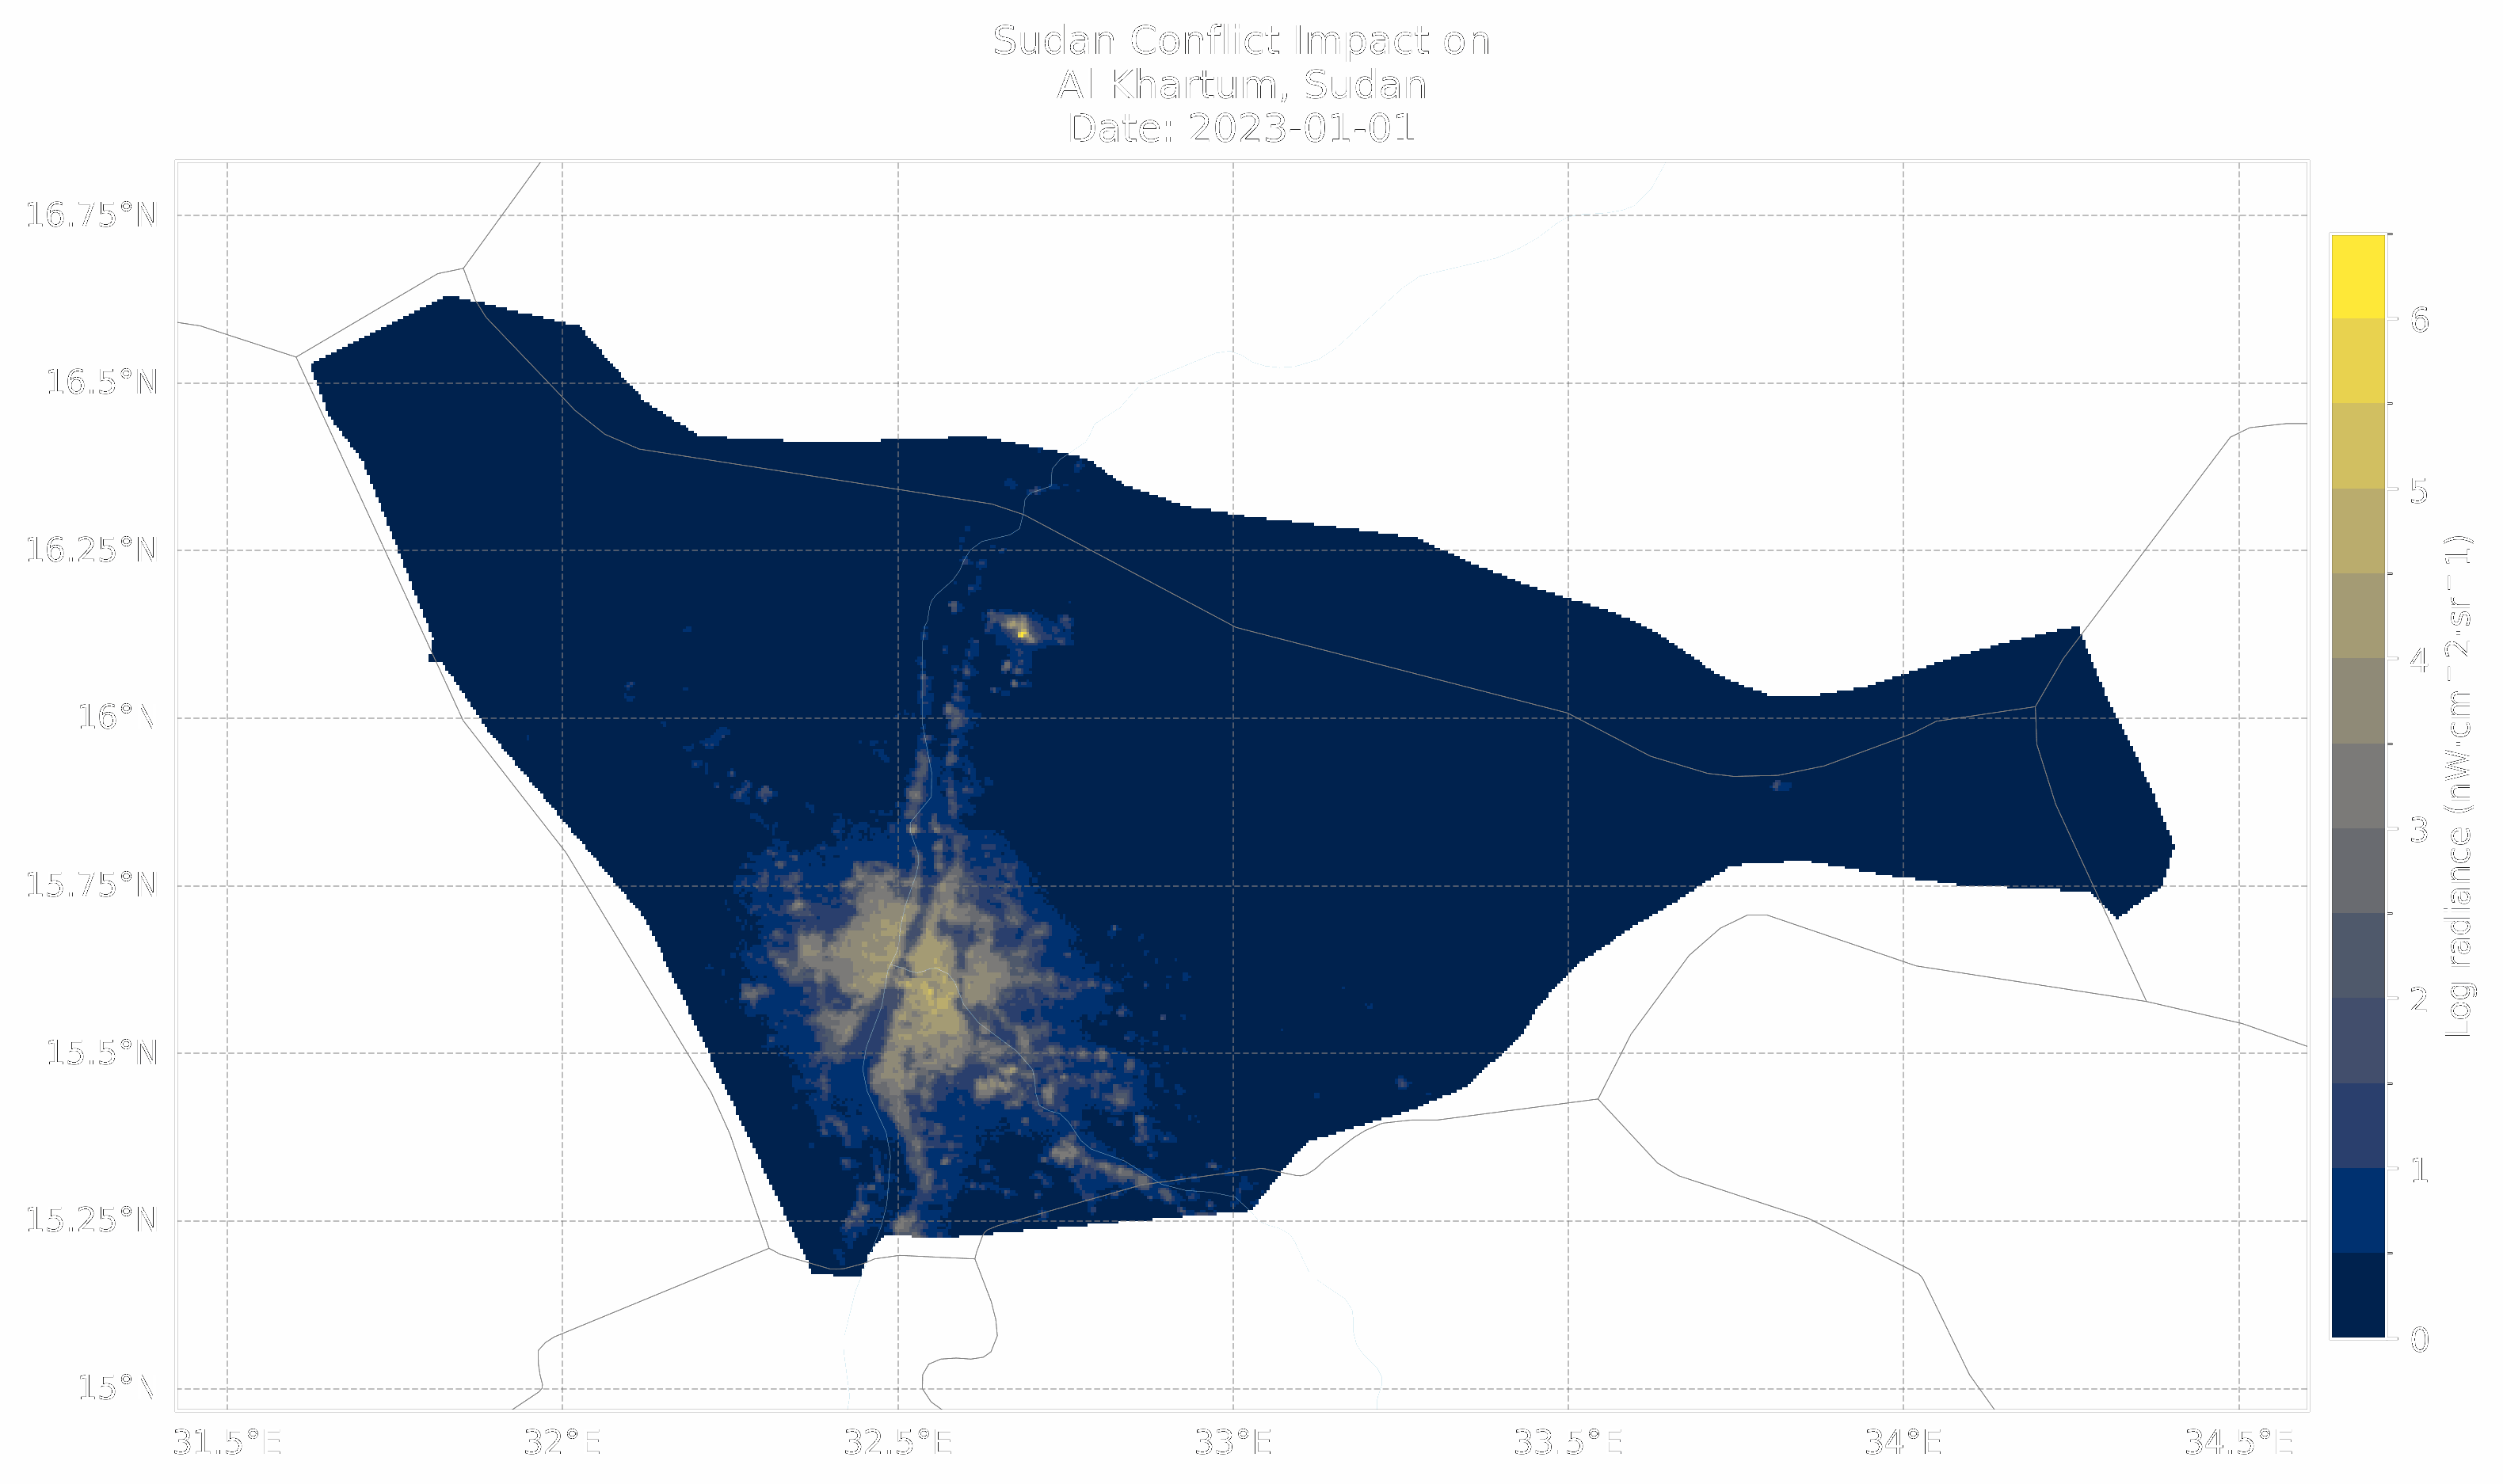 Sudan Conflict Impact on
Al Khartum, Sudan
Date: 2023-01-01
16.75°N
16.5°N
16.25°N
16°N
15.75°N
15.5°N
15.25°N
15°N
31.5°E
32°E
32.5°E
33°E
33.5°E
34°E
34.5°E
6
5
4
3
2
1
0
Log radiance (nW·cm−2·sr−1)